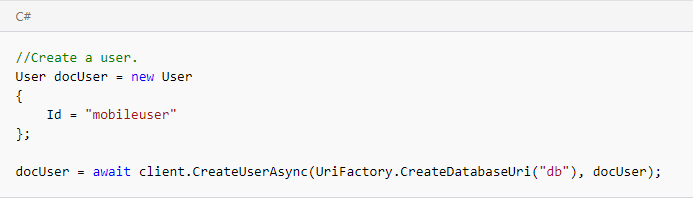 C#
//Create a user.
User docUser = new User
{
    Id = "mobileuser"
};
docUser = await client.CreateUserAsync(UriFactory.CreateDatabaseUri("db"), docUser);